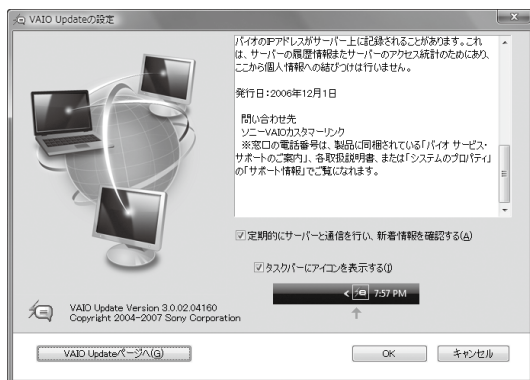 VAIO Updateの設定
バイオのIPアドレスがサーバー上に記録されることがあります。これ
は、サーバーの履歴情報またサーバーのアクセス統計のためにあり、
ここから個人情報への結びつけは行いません。
発行日:2006年12月1日
問い合わせ先
ソニーVAIOカスタマーリンク
※窓口の電話番号は、製品に同梱されている「バイオ サービス・
サポートのご案内」、各取扱説明書、または「システムのプロパティ」
の「サポート情報」でご覧になれます。
定期的にサーバーと通信を行い、新着情報を確認する(A)
タスクバーにアイコンを表示する(I)
7:57 PM
VAIO Update Version 3.0.02.04160
Copyright 2004-2007 Sony Corporation
VAIO Updateページへ(G)
OK
キャンセル